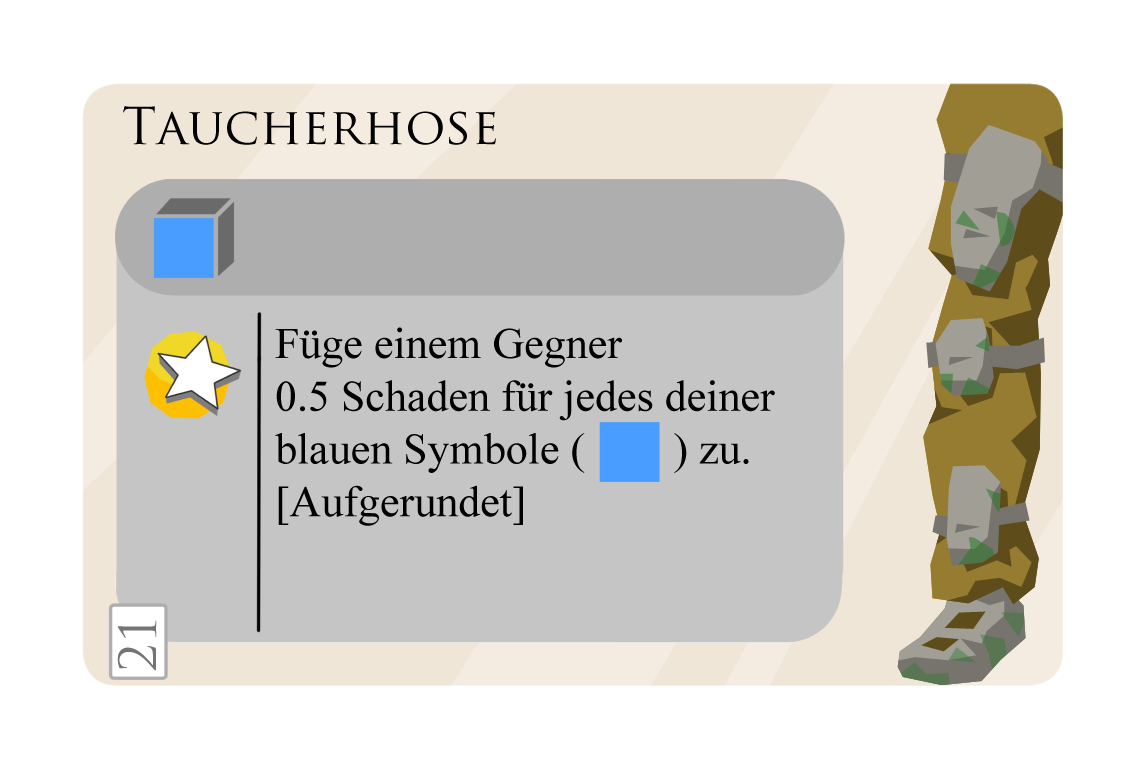 TAUCHERHOSE
Füge einem Gegner
0.5 Schaden für jedes deiner
blauen Symbole ( ) zu.
[Aufgerundet]
21